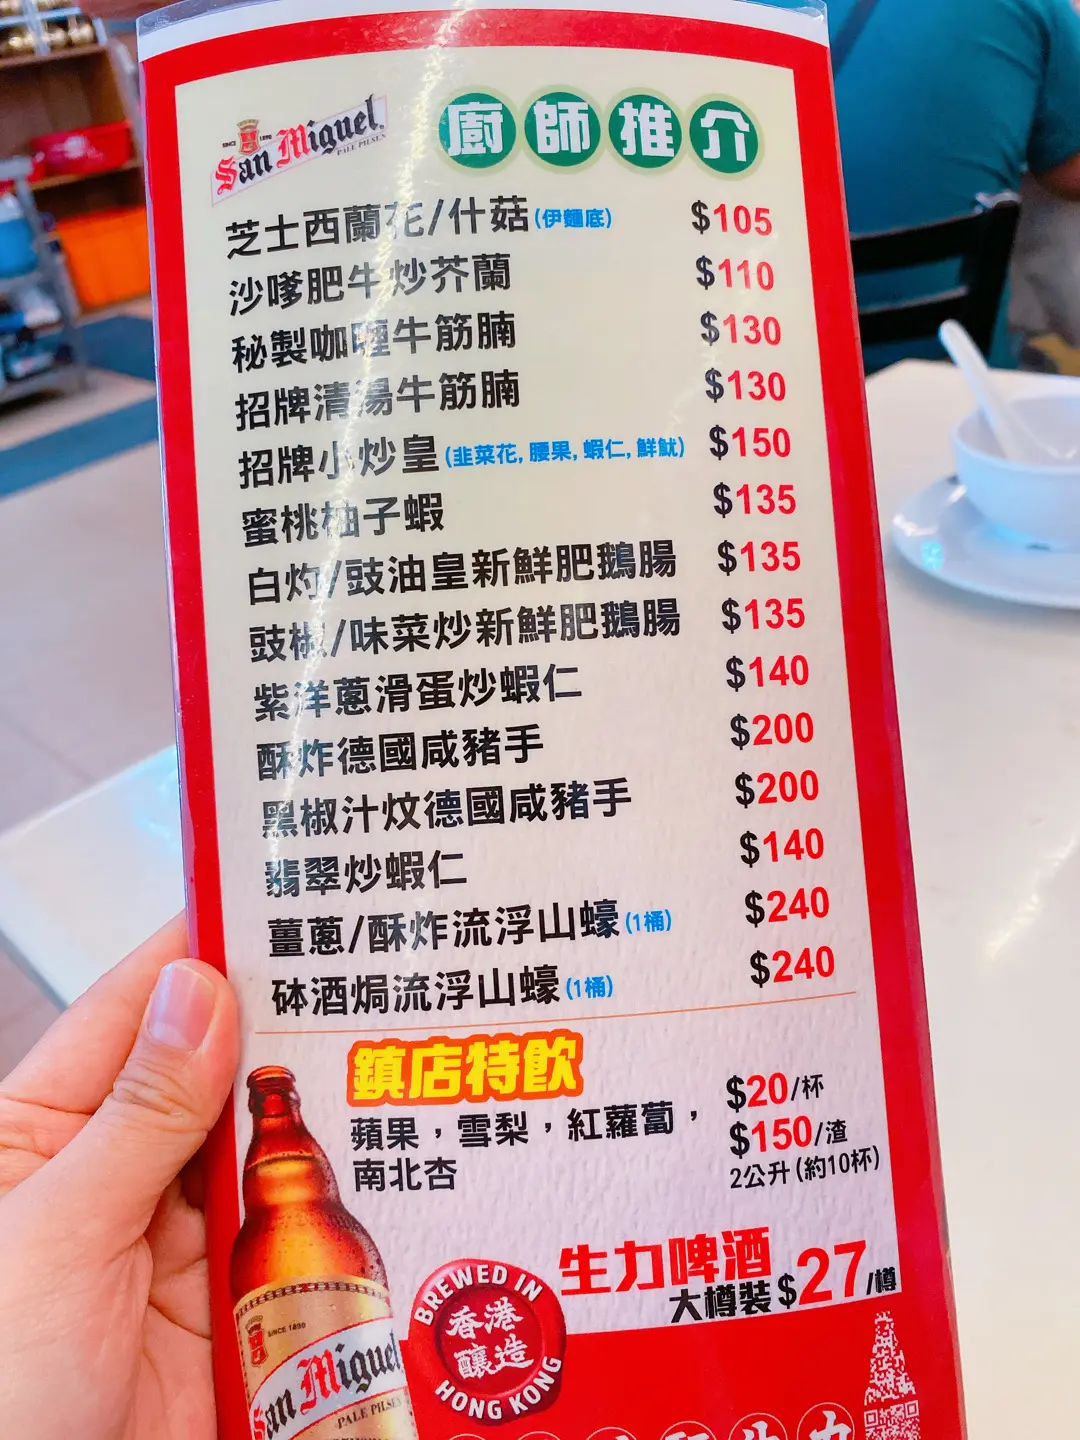 SINCE 1890
San Miguel
PALE PILSEN
廚師推介
芝士西蘭花/什菇(伊麵底) $105
沙嗲肥牛炒芥蘭 $110
秘製咖喱牛筋腩 $130
招牌清湯牛筋腩 $130
招牌小炒皇(韭菜花, 腰果, 蝦仁, 鮮魷) $150
蜜桃柚子蝦 $135
白灼/豉油皇新鮮肥鵝腸 $135
豉椒/味菜炒新鮮肥鵝腸 $135
紫洋蔥滑蛋炒蝦仁 $140
酥炸德國咸豬手 $200
黑椒汁炆德國咸豬手 $200
翡翠炒蝦仁 $140
薑蔥/酥炸流浮山蠔(1桶) $240
砵酒焗流浮山蠔(1桶) $240
鎮店特飲
蘋果，雪梨，紅蘿蔔， $20/杯
南北杏 $150/渣
2公升(約10杯)
生力啤酒
大樽裝 $27/樽
BREWED IN
香港
釀造
HONG KONG
SINCE 1890
San Miguel
PALE PILSEN